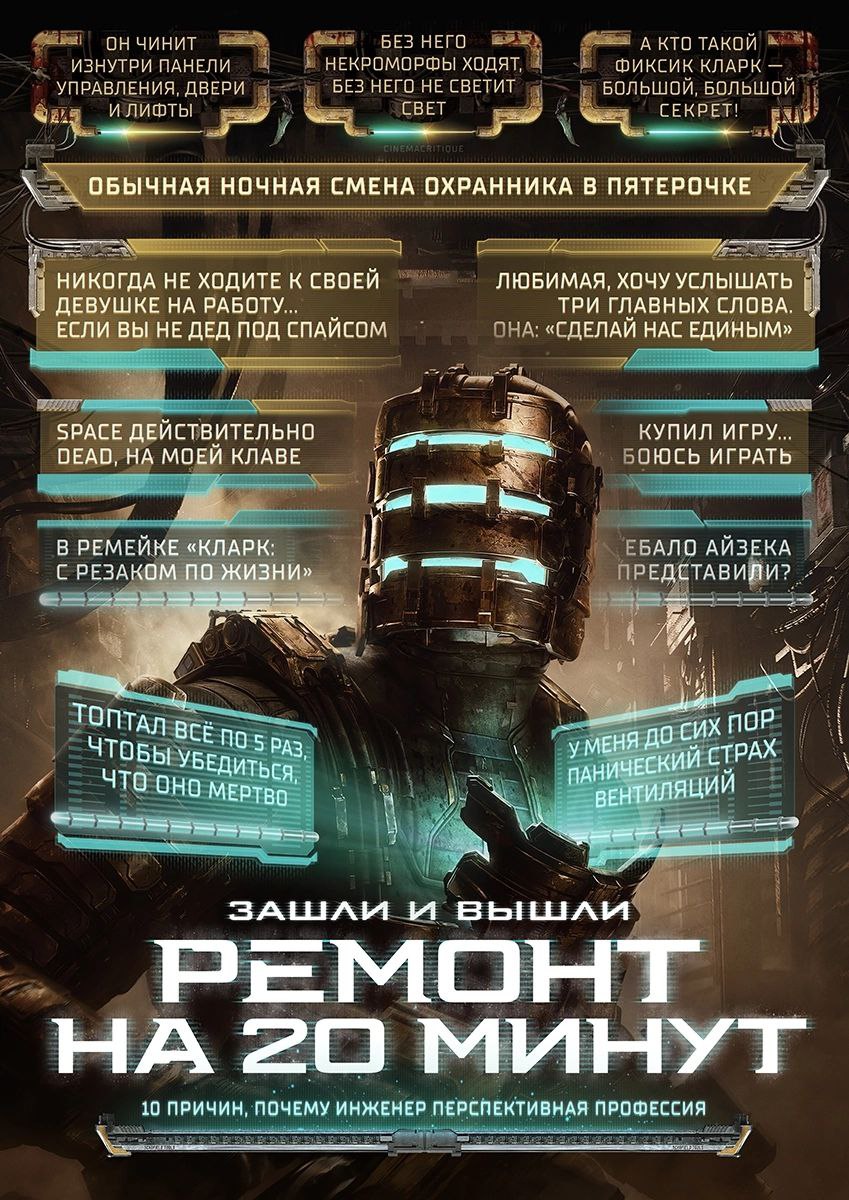 ОН ЧИНИТ
ИЗНУТРИ ПАНЕЛИ
УПРАВЛЕНИЯ, ДВЕРИ
И ЛИФТЫ
БЕЗ НЕГО
НЕКРОМОРФЫ ХОДЯТ,
БЕЗ НЕГО НЕ СВЕТИТ
СВЕТ
А КТО ТАКОЙ
ФИКСИК КЛАРК —
БОЛЬШОЙ, БОЛЬШОЙ
СЕКРЕТ!
CINEMACRITIQUE
ОБЫЧНАЯ НОЧНАЯ СМЕНА ОХРАННИКА В ПЯТЕРОЧКЕ
НИКОГДА НЕ ХОДИТЕ К СВОЕЙ
ДЕВУШКЕ НА РАБОТУ...
ЕСЛИ ВЫ НЕ ДЕД ПОД СПАЙСОМ
ЛЮБИМАЯ, ХОЧУ УСЛЫШАТЬ
ТРИ ГЛАВНЫХ СЛОВА.
ОНА: «СДЕЛАЙ НАС ЕДИНЫМ»
SPACE ДЕЙСТВИТЕЛЬНО
DEAD, НА МОЕЙ КЛАВЕ
КУПИЛ ИГРУ...
БОЮСЬ ИГРАТЬ
В РЕМЕЙКЕ «КЛАРК:
С РЕЗАКОМ ПО ЖИЗНИ»
ЕБАЛО АЙЗЕКА
ПРЕДСТАВИЛИ?
ТОПТАЛ ВСЁ ПО 5 РАЗ,
ЧТОБЫ УБЕДИТЬСЯ,
ЧТО ОНО МЕРТВО
У МЕНЯ ДО СИХ ПОР
ПАНИЧЕСКИЙ СТРАХ
ВЕНТИЛЯЦИЙ
ЗАШЛИ И ВЫШЛИ
РЕМОНТ
НА 20 МИНУТ
10 ПРИЧИН, ПОЧЕМУ ИНЖЕНЕР ПЕРСПЕКТИВНАЯ ПРОФЕССИЯ